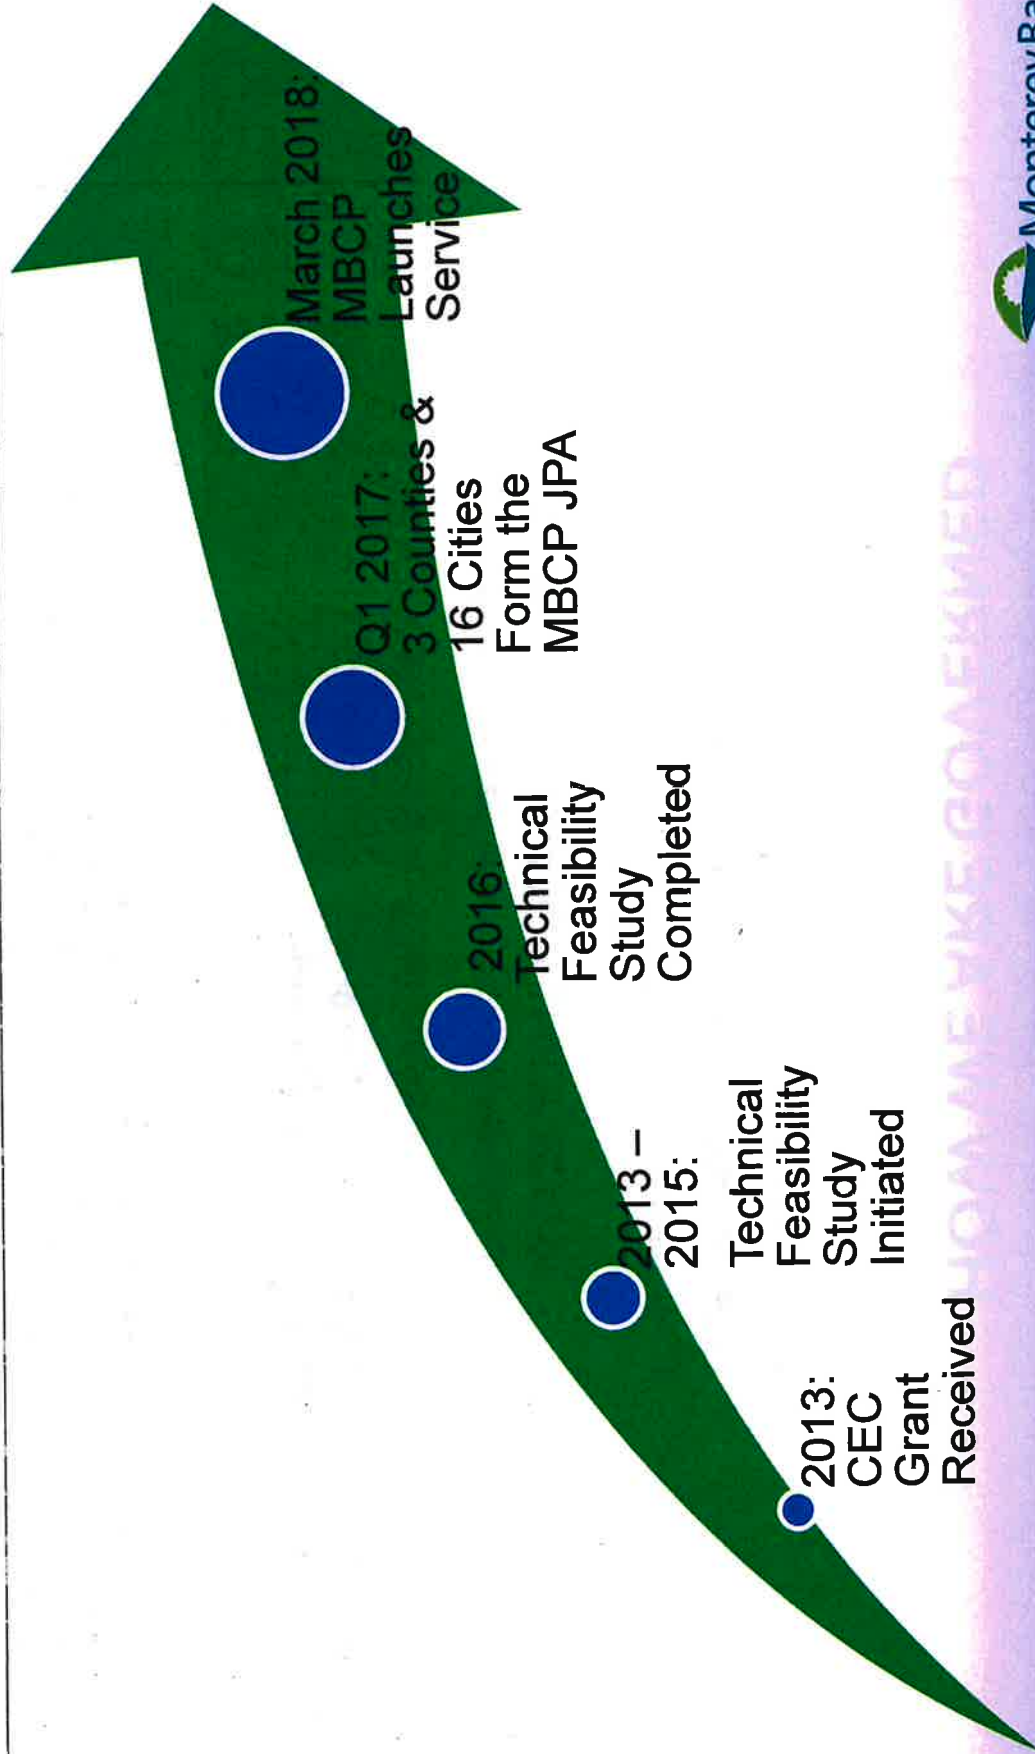 2013:
CEC
Grant
Received
2013 –
2015:
Technical
Feasibility
Study
Initiated
2016:
Technical
Feasibility
Study
Completed
Q1 2017:
3 Counties &
16 Cities
Form the
MBCP JPA
March 2018:
MBCP
Launches
Service